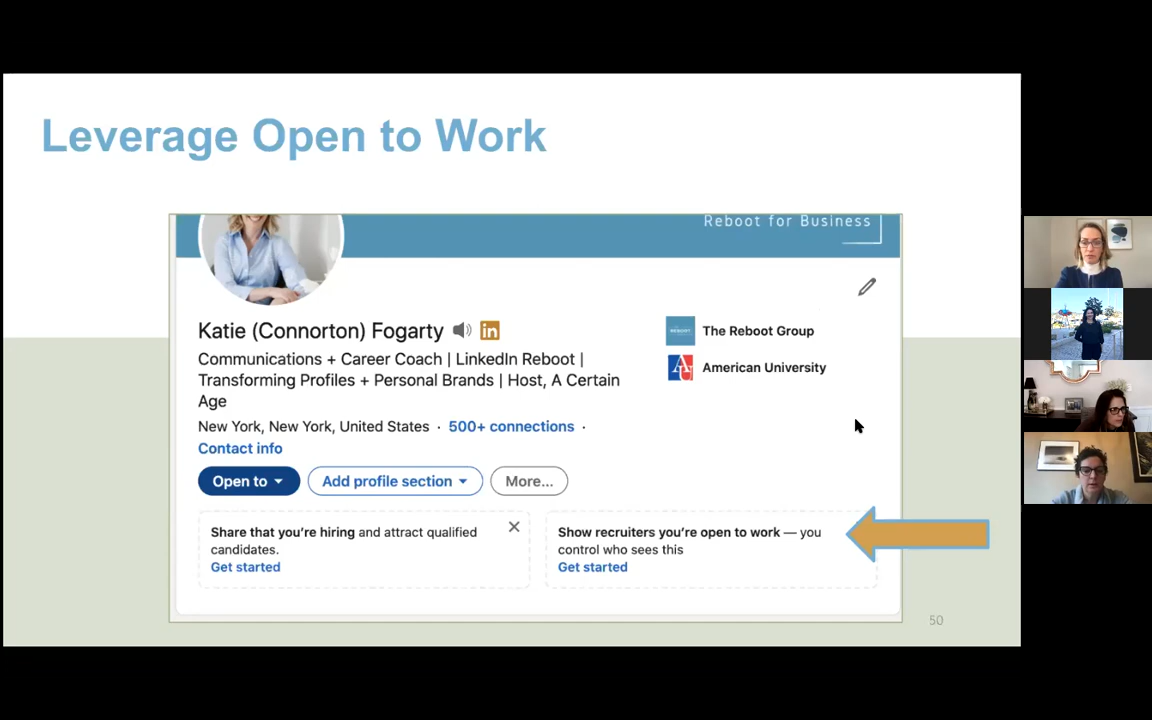 Leverage Open to Work
Reboot for Business
Katie (Connorton) Fogarty
in
Communications + Career Coach | LinkedIn Reboot |
Transforming Profiles + Personal Brands | Host, A Certain
Age
New York, New York, United States · 500+ connections ·
Contact info
The Reboot Group
American University
Open to
Add profile section
More...
Share that you're hiring and attract qualified
candidates.
Get started
Show recruiters you're open to work — you
control who sees this
Get started
50